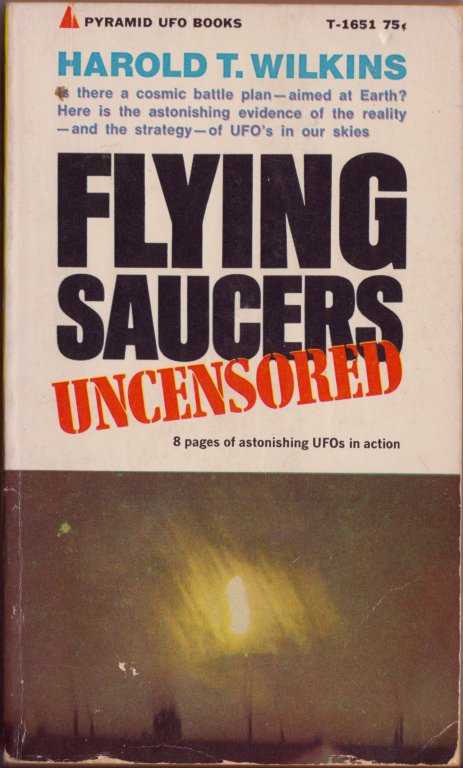 PYRAMID UFO BOOKS T-1651 75¢
HAROLD T. WILKINS
Is there a cosmic battle plan—aimed at Earth?
Here is the astonishing evidence of the reality
—and the strategy—of UFO's in our skies
FLYING
SAUCERS
UNCENSORED
8 pages of astonishing UFOs in action